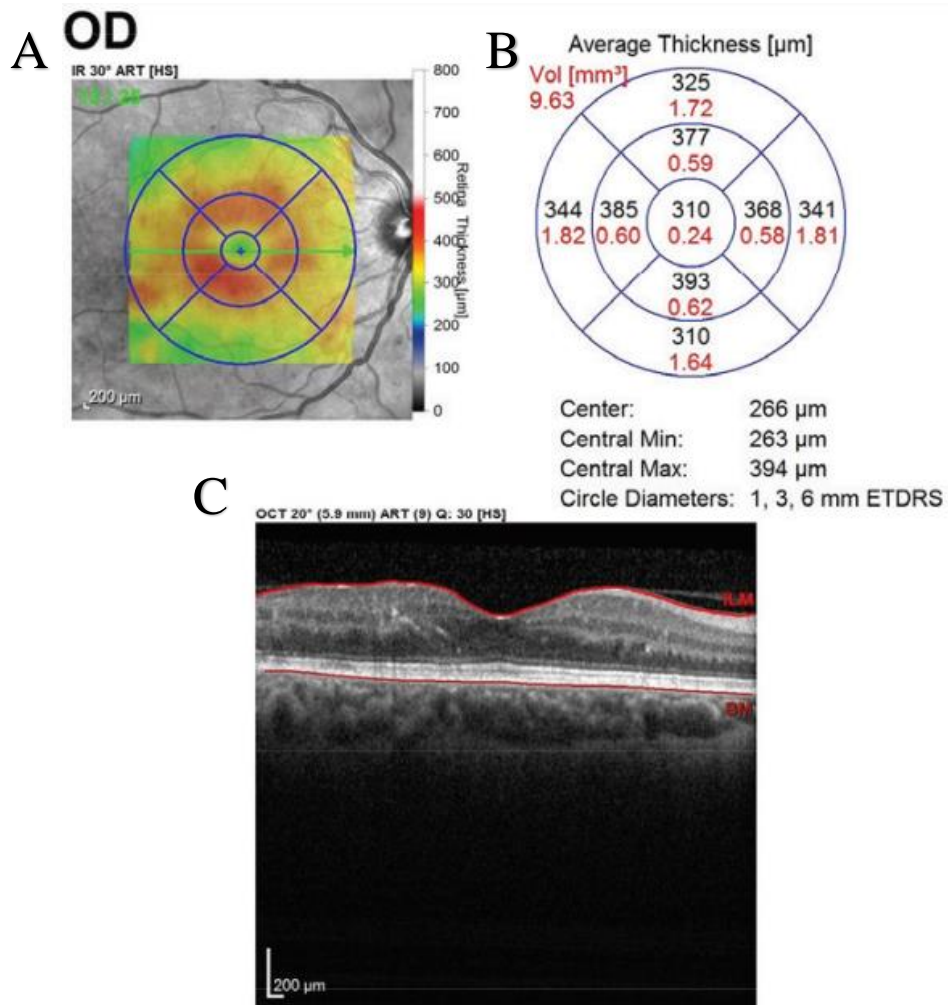 A
OD
IR 30° ART [HS]
800
700
600
500
400
300
200
100
0
Retina Thickness [µm]
200 µm
B
Average Thickness [µm]
Vol [mm³]
9.63
325
1.72
377
0.59
344 385 310 368 341
1.82 0.60 0.24 0.58 1.81
393
0.62
310
1.64
Center: 266 µm
Central Min: 263 µm
Central Max: 394 µm
Circle Diameters: 1, 3, 6 mm ETDRS
C
OCT 20° (5.9 mm) ART (9) Q: 30 [HS]
ILM
BM
200 µm